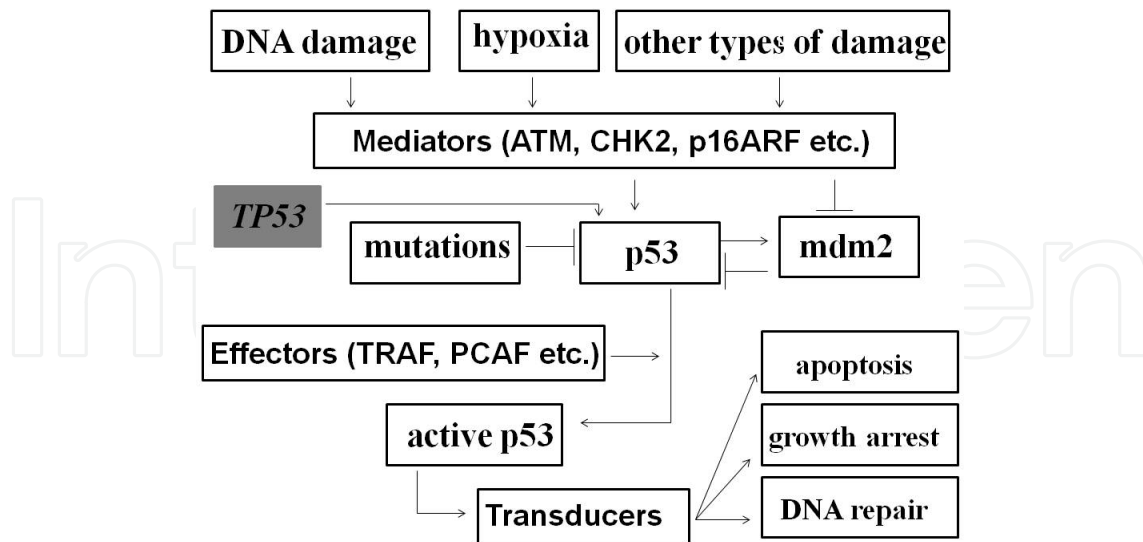 DNA damage
hypoxia
other types of damage
Mediators (ATM, CHK2, p16ARF etc.)
TP53
mutations
p53
mdm2
Effectors (TRAF, PCAF etc.)
apoptosis
active p53
growth arrest
Transducers
DNA repair